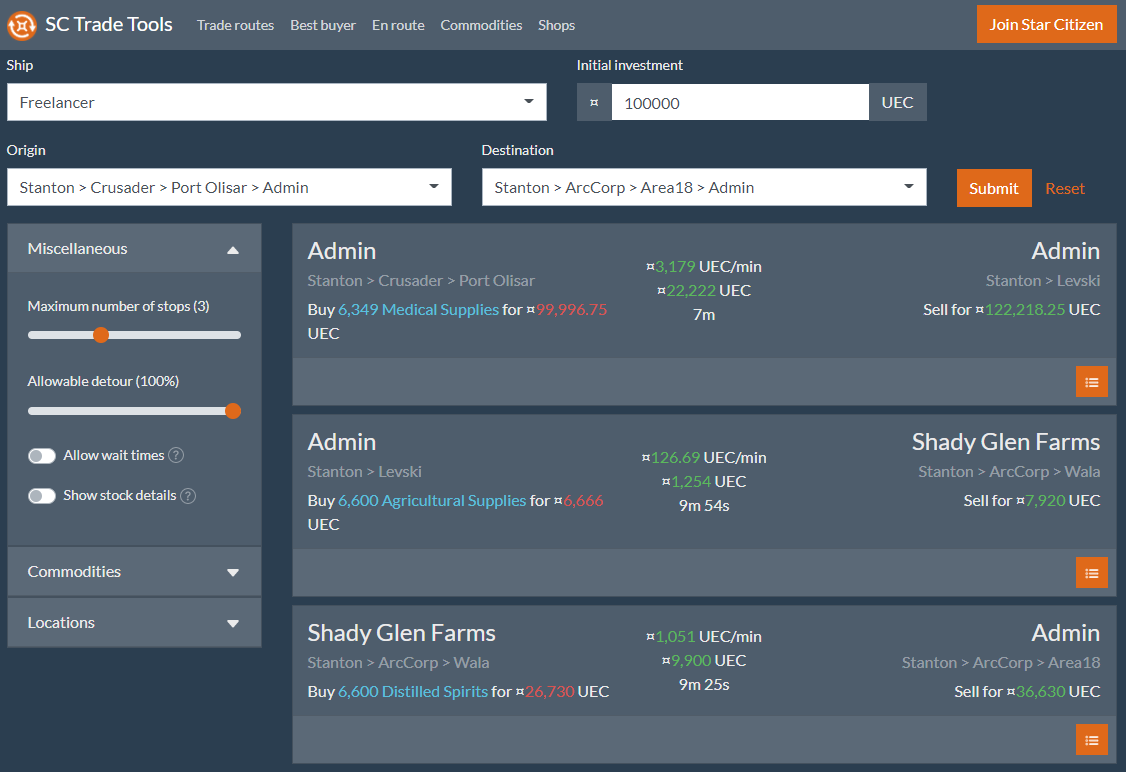 SC Trade Tools
Trade routes Best buyer En route Commodities Shops
Join Star Citizen
Ship
Freelancer
Initial investment
¤ 100000 UEC
Origin
Stanton > Crusader > Port Olisar > Admin
Destination
Stanton > ArcCorp > Area18 > Admin
Submit Reset
Miscellaneous
Maximum number of stops (3)
Allowable detour (100%)
Allow wait times ?
Show stock details ?
Commodities
Locations
Admin
Stanton > Crusader > Port Olisar
Buy 6,349 Medical Supplies for ¤99,996.75
UEC
¤3,179 UEC/min
¤22,222 UEC
7m
Admin
Stanton > Levski
Sell for ¤122,218.25 UEC
Admin
Stanton > Levski
Buy 6,600 Agricultural Supplies for ¤6,666
UEC
¤126.69 UEC/min
¤1,254 UEC
9m 54s
Shady Glen Farms
Stanton > ArcCorp > Wala
Sell for ¤7,920 UEC
Shady Glen Farms
Stanton > ArcCorp > Wala
Buy 6,600 Distilled Spirits for ¤26,730 UEC
¤1,051 UEC/min
¤9,900 UEC
9m 25s
Admin
Stanton > ArcCorp > Area18
Sell for ¤36,630 UEC